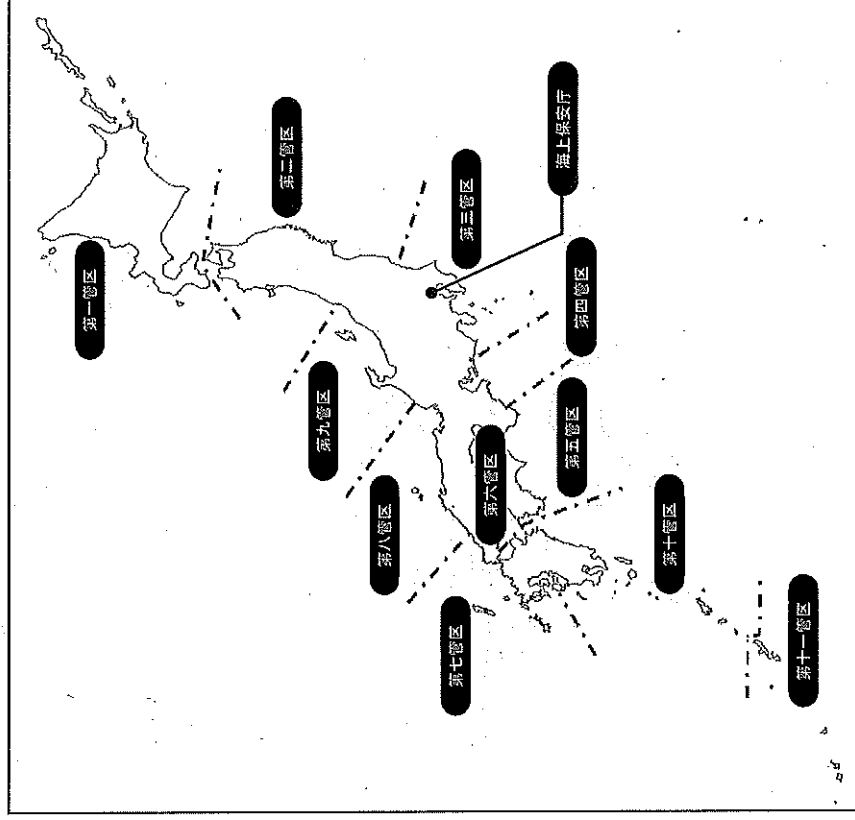 第一管区
第二管区
第三管区
海上保安庁
第四管区
第五管区
第六管区
第九管区
第八管区
第七管区
第十管区
第十一管区